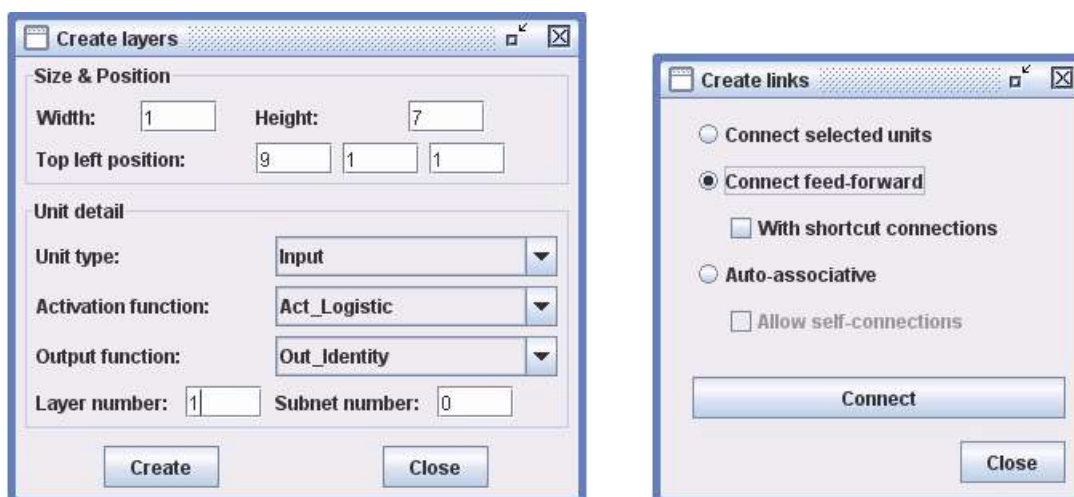 Create layers
Size & Position
Width: 1 Height: 7
Top left position: 9 1 1
Unit detail
Unit type: Input
Activation function: Act_Logistic
Output function: Out_Identity
Layer number: 1 Subnet number: 0
Create Close
Create links
Connect selected units
Connect feed-forward
With shortcut connections
Auto-associative
Allow self-connections
Connect
Close